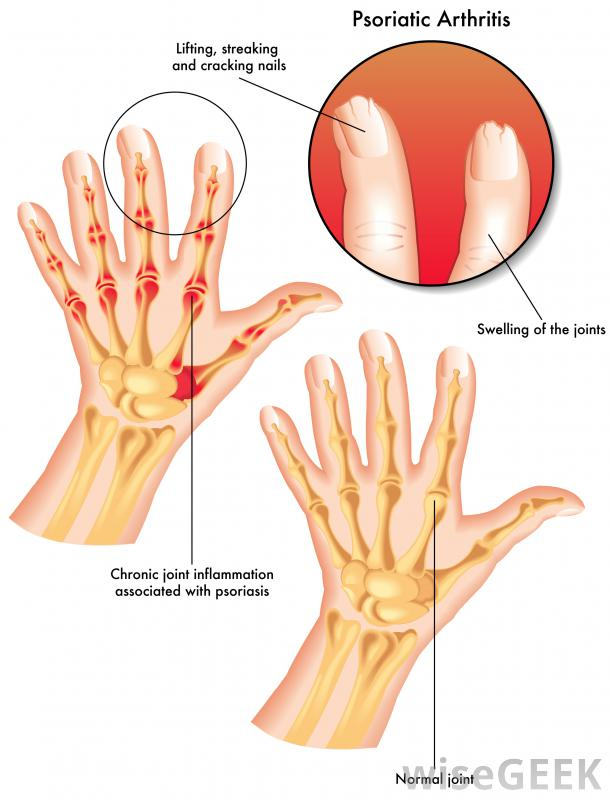 Psoriatic Arthritis
Lifting, streaking
and cracking nails
Swelling of the joints
Chronic joint inflammation
associated with psoriasis
Normal joint
wiseGEEK